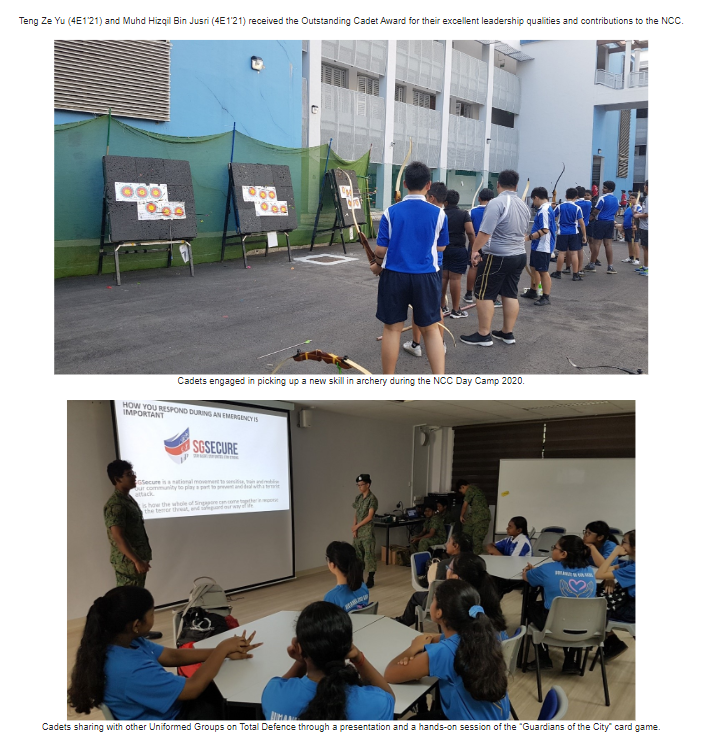 Teng Ze Yu (4E1'21) and Muhd Hizqil Bin Jusri (4E1'21) received the Outstanding Cadet Award for their excellent leadership qualities and contributions to the NCC.
Cadets engaged in picking up a new skill in archery during the NCC Day Camp 2020.
HOW YOU RESPOND DURING AN EMERGENCY IS
IMPORTANT
SGSECURE
SGSecure is a national movement to sensitise, train and mobilise
our community to play a part to prevent and deal with a terrorist
attack.
is how the whole of Singapore can come together in response
the terror threat, and safeguard our way of life.
Cadets sharing with other Uniformed Groups on Total Defence through a presentation and a hands-on session of the "Guardians of the City" card game.